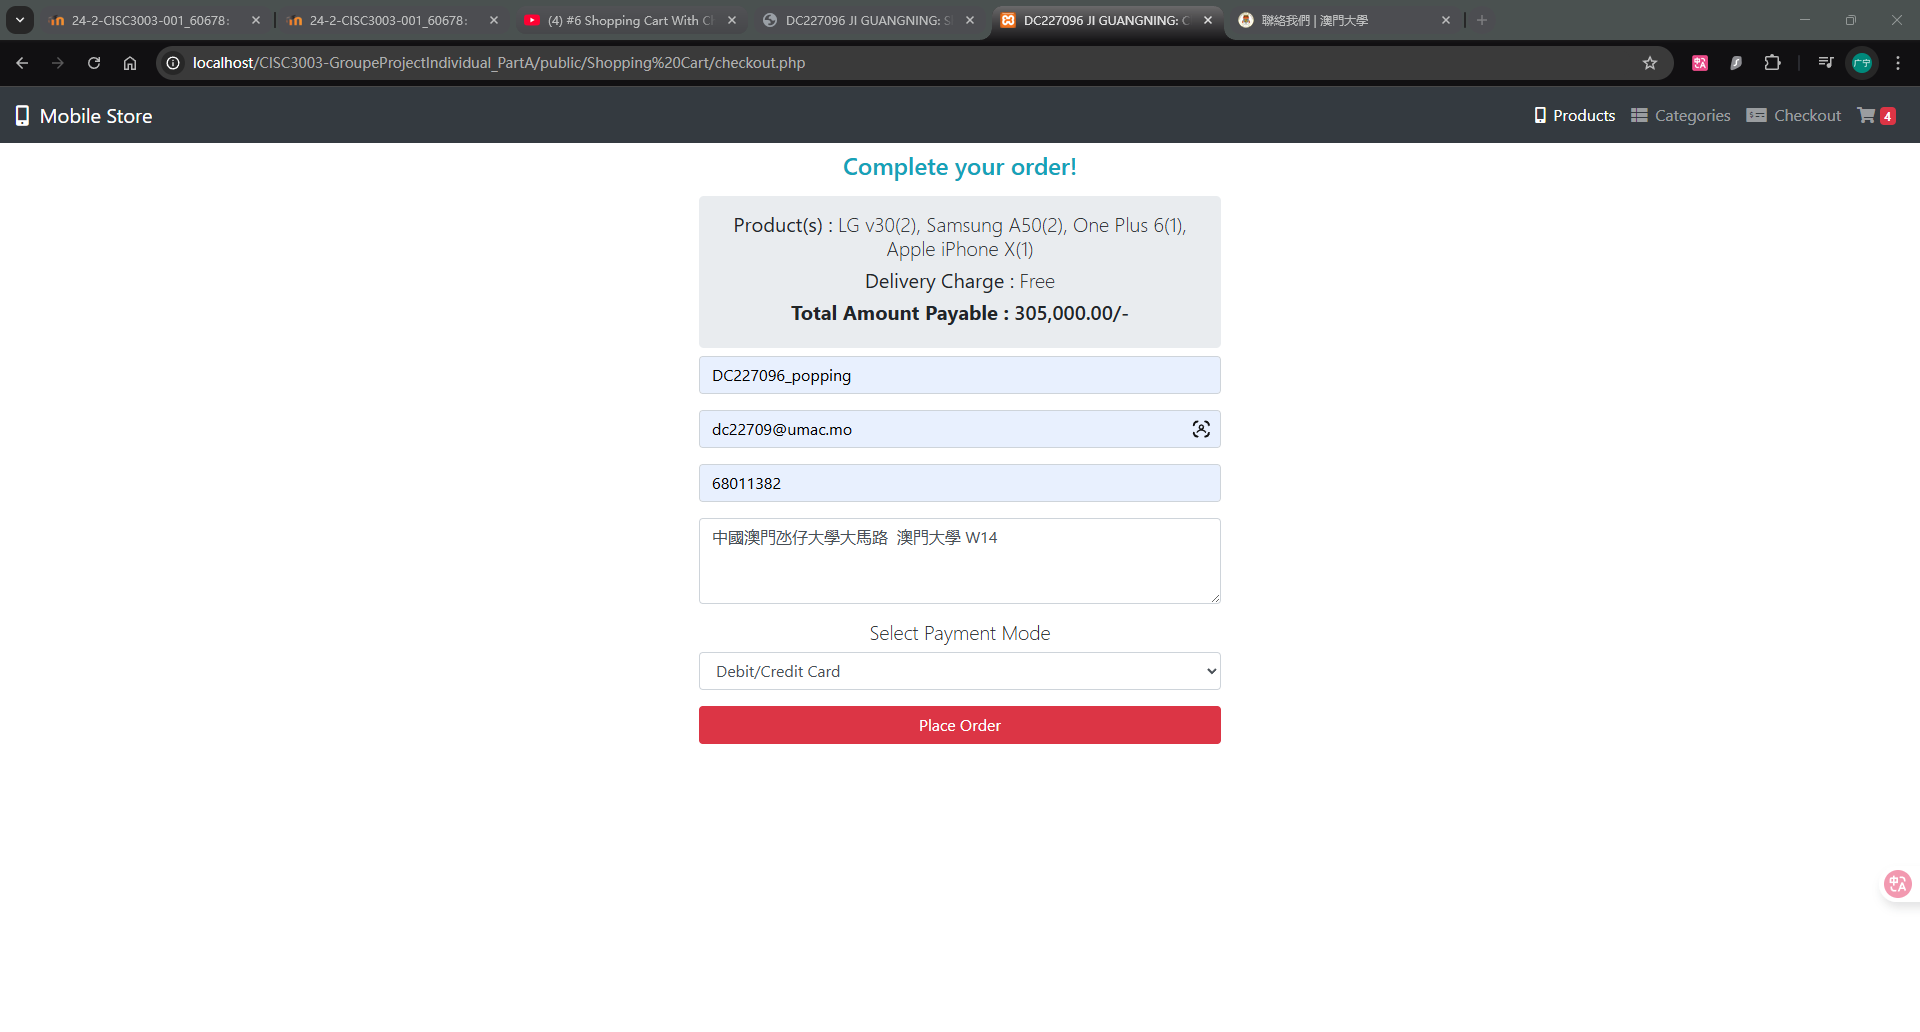 24-2-CISC3003-001_60678:
24-2-CISC3003-001_60678:
(4) #6 Shopping Cart With C
DC227096 JI GUANGNING: S
DC227096 JI GUANGNING: C
聯絡我們 | 澳門大學
localhost/CISC3003-GroupeProjectIndividual_PartA/public/Shopping%20Cart/checkout.php
广宁
Mobile Store
Products
Categories
Checkout
4
Complete your order!
Product(s) : LG v30(2), Samsung A50(2), One Plus 6(1),
Apple iPhone X(1)
Delivery Charge : Free
Total Amount Payable : 305,000.00/-
DC227096_popping
dc22709@umac.mo
68011382
中國澳門氹仔大學大馬路 澳門大學 W14
Select Payment Mode
Debit/Credit Card
Place Order